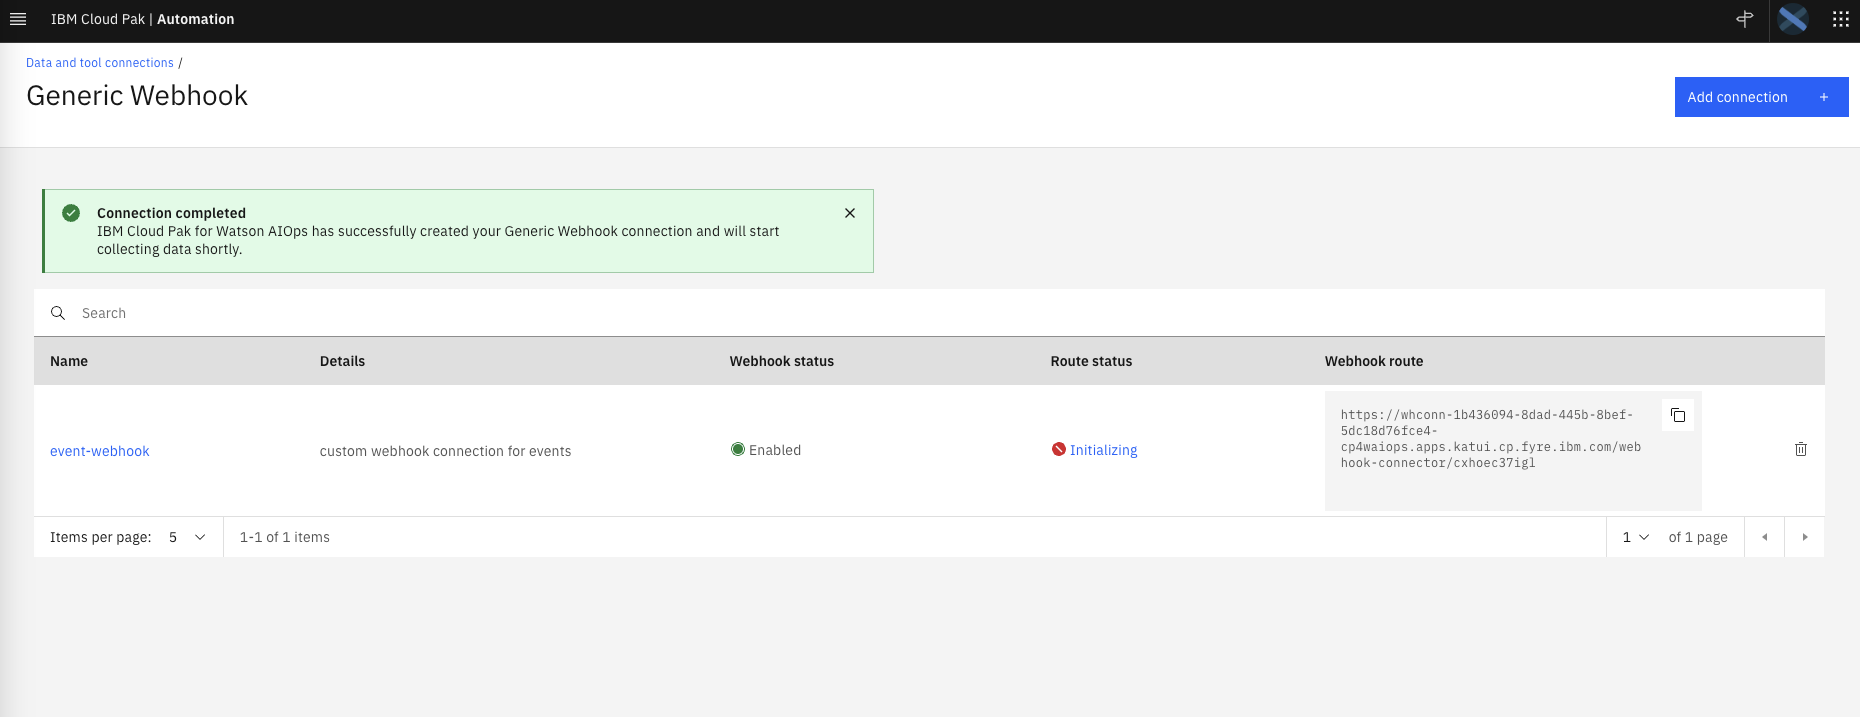 IBM Cloud Pak | Automation
Data and tool connections /
Generic Webhook
Add connection +
Connection completed
IBM Cloud Pak for Watson AIOps has successfully created your Generic Webhook connection and will start
collecting data shortly.
Search
Name Details Webhook status Route status Webhook route
https://whconn-1b436094-8dad-445b-8bef-
5dc18d76fce4-
cp4waiops.apps.katui.cp.fyre.ibm.com/web
hook-connector/cxhoec37igl
event-webhook custom webhook connection for events Enabled Initializing
Items per page: 5 1-1 of 1 items 1 of 1 page